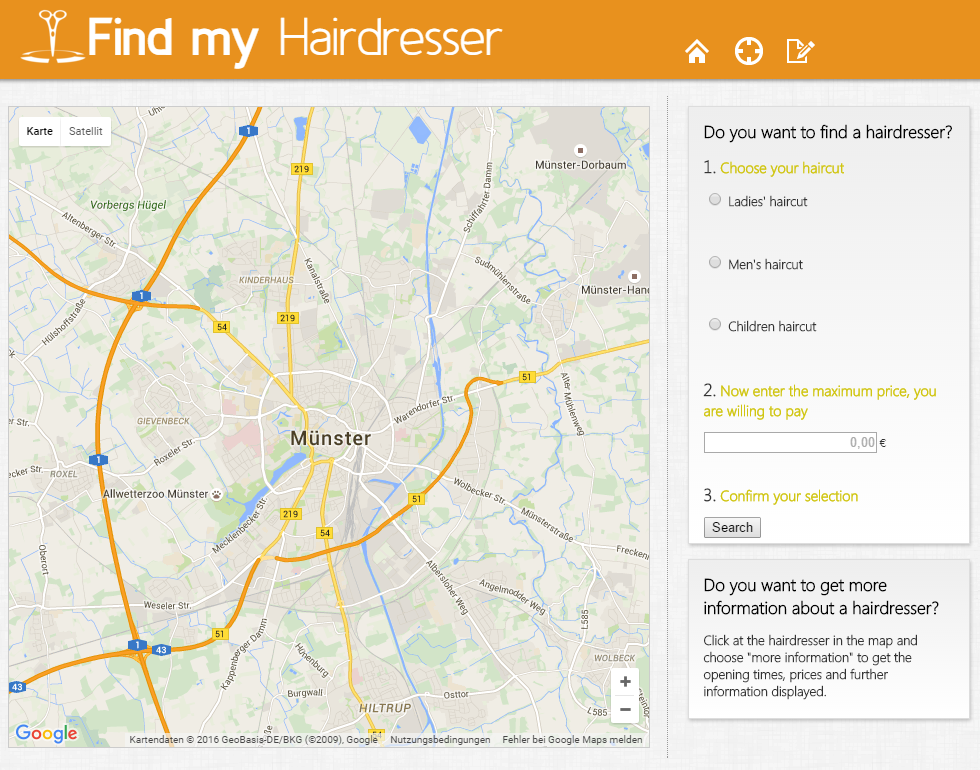 Find my Hairdresser
Karte Satellit
Do you want to find a hairdresser?
1. Choose your haircut
Ladies' haircut
Men's haircut
Children haircut
2. Now enter the maximum price, you
are willing to pay
0,00 €
3. Confirm your selection
Search
Do you want to get more
information about a hairdresser?
Click at the hairdresser in the map and
choose "more information" to get the
opening times, prices and further
information displayed.
1
219
Münster-Dorbaum
Schiffahrter Damm
Vorbergs Hügel
Altenberger Str.
Sudmühlenstraße
Kanalstraße
KINDERHAUS
Münster-Hand
1
Hülshoffstraße
219
54
51
Alter Mühlenweg
Warendorfer Str.
GIEVENBECK
Münster
Roxeler Str.
1
ecker Str.
ROXEL
Allwetterzoo Münster
Wolbecker Str.
51
219
Münsterstraße
54
Mecklenbecker Str.
Oberort
Freckenh
Albersloher Weg
Angelmodder Weg
Weseler Str.
L585
51
1
43
Kappenberger Damm
Hünenburg
WOLBECK
43
Burgwall
Osttor
HILTRUP
L585
54
+
−
Google
Kartendaten © 2016 GeoBasis-DE/BKG (©2009), Google Nutzungsbedingungen Fehler bei Google Maps melden